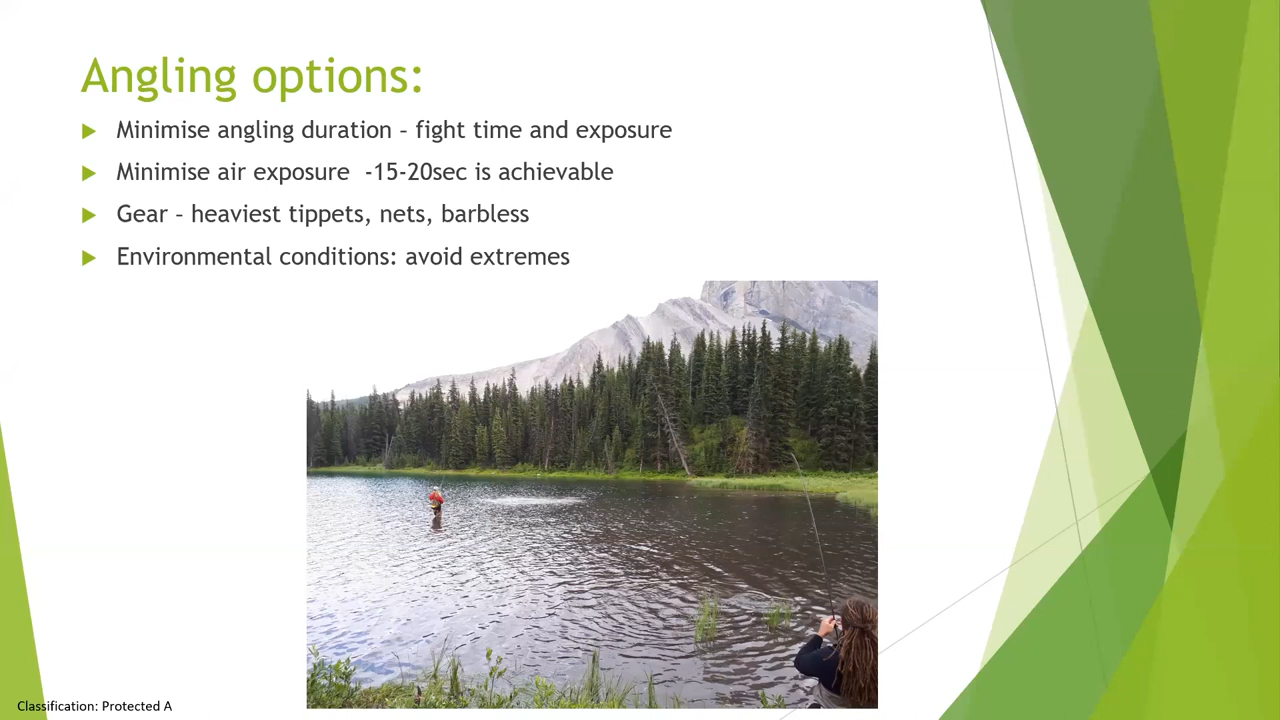 Angling options:
Minimise angling duration – fight time and exposure
Minimise air exposure  -15-20sec is achievable
Gear – heaviest tippets, nets, barbless
Environmental conditions: avoid extremes
Classification: Protected A